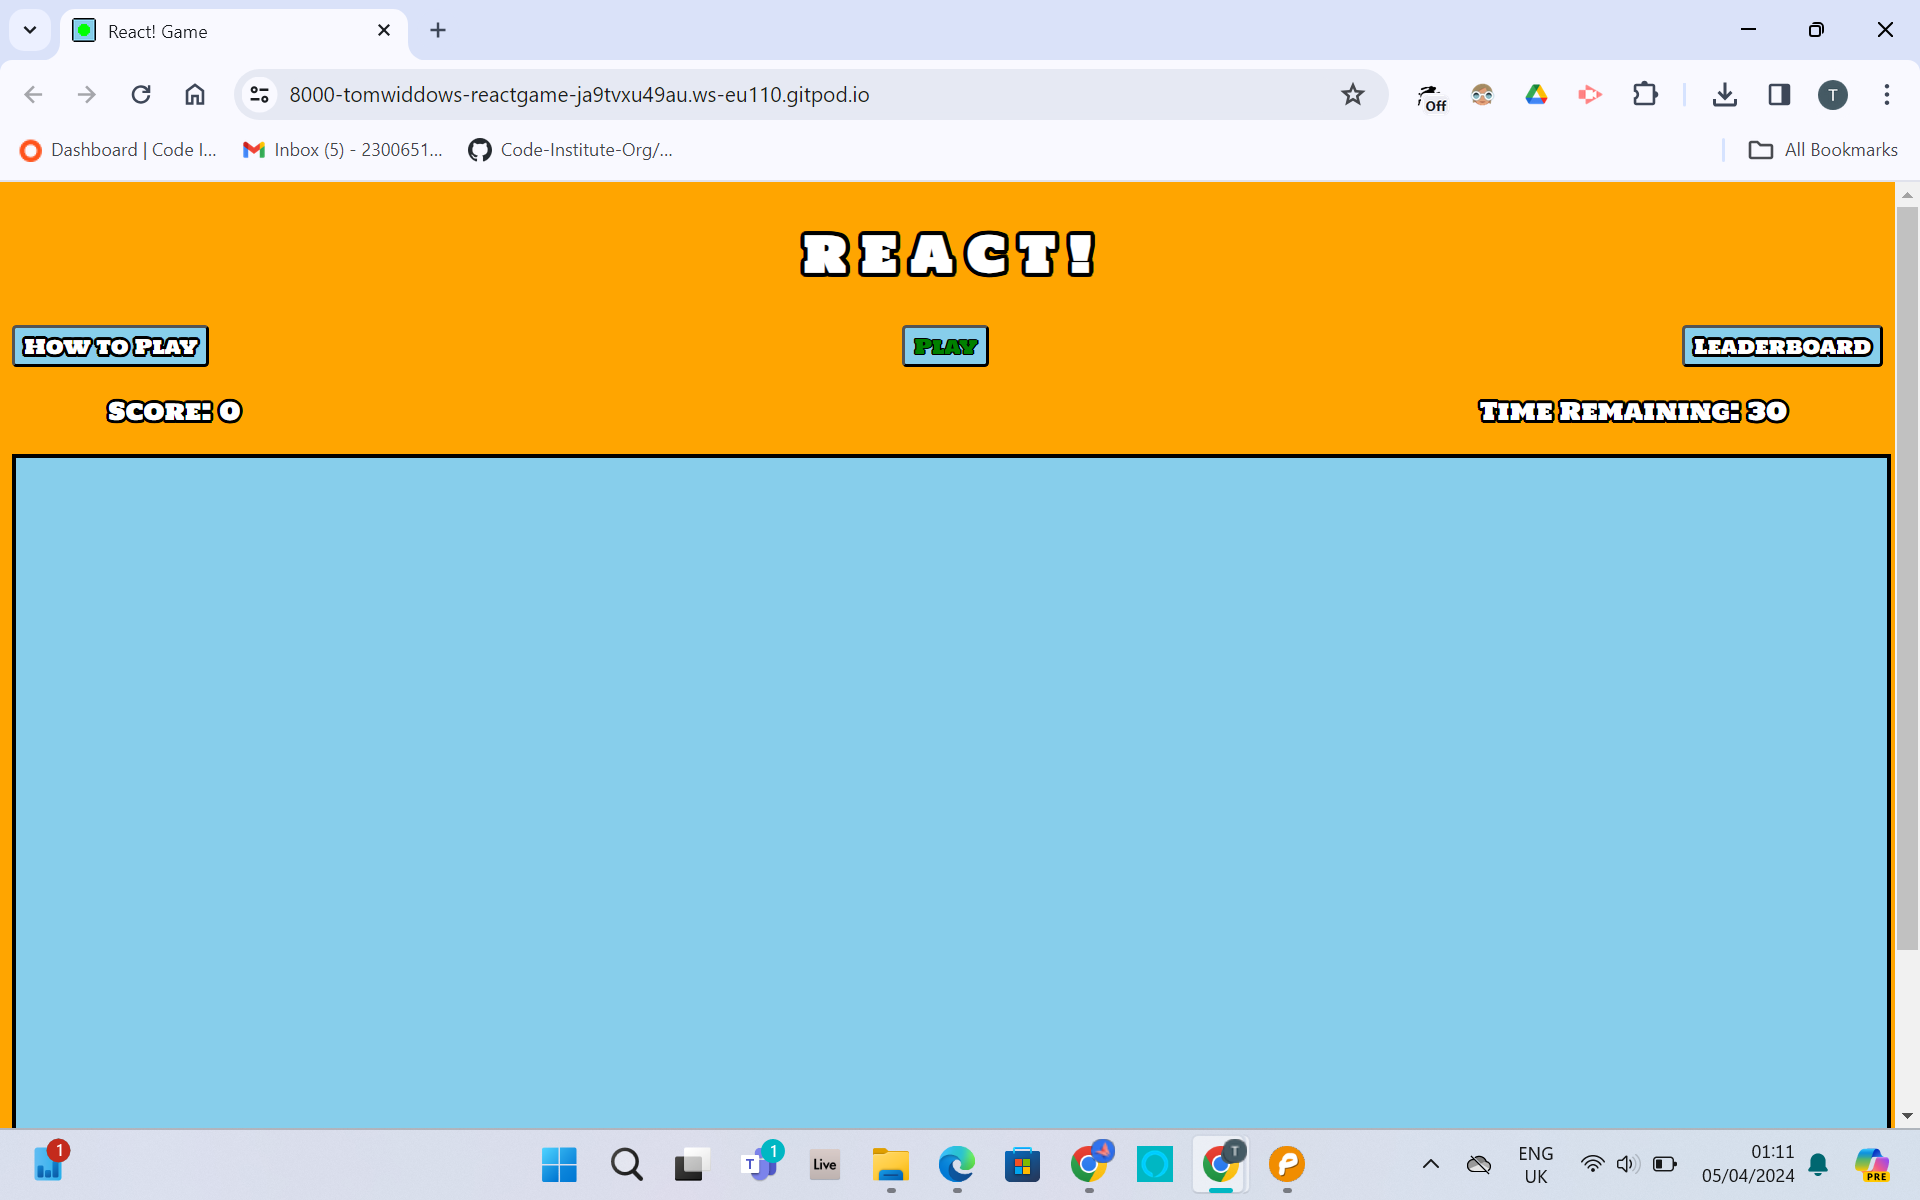 React! Game
8000-tomwiddows-reactgame-ja9tvxu49au.ws-eu110.gitpod.io
Off
T
Dashboard | Code I...
Inbox (5) - 2300651...
Code-Institute-Org/...
All Bookmarks
REACT!
How to Play
Play
Leaderboard
Score: 0
Time Remaining: 30
1
T
1
Live
T
ENG
UK
01:11
05/04/2024
PRE